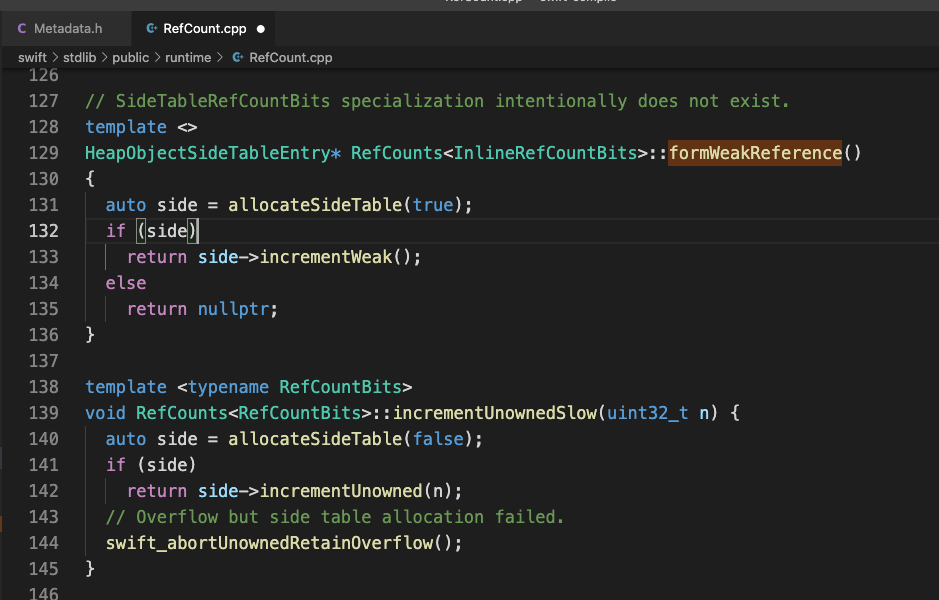 Metadata.h
RefCount.cpp
swift > stdlib > public > runtime > RefCount.cpp
126
127 // SideTableRefCountBits specialization intentionally does not exist.
128 template <>
129 HeapObjectSideTableEntry* RefCounts<InlineRefCountBits>::formWeakReference()
130 {
131   auto side = allocateSideTable(true);
132   if (side)
133     return side->incrementWeak();
134   else
135     return nullptr;
136 }
137
138 template <typename RefCountBits>
139 void RefCounts<RefCountBits>::incrementUnownedSlow(uint32_t n) {
140   auto side = allocateSideTable(false);
141   if (side)
142     return side->incrementUnowned(n);
143   // Overflow but side table allocation failed.
144   swift_abortUnownedRetainOverflow();
145 }
146